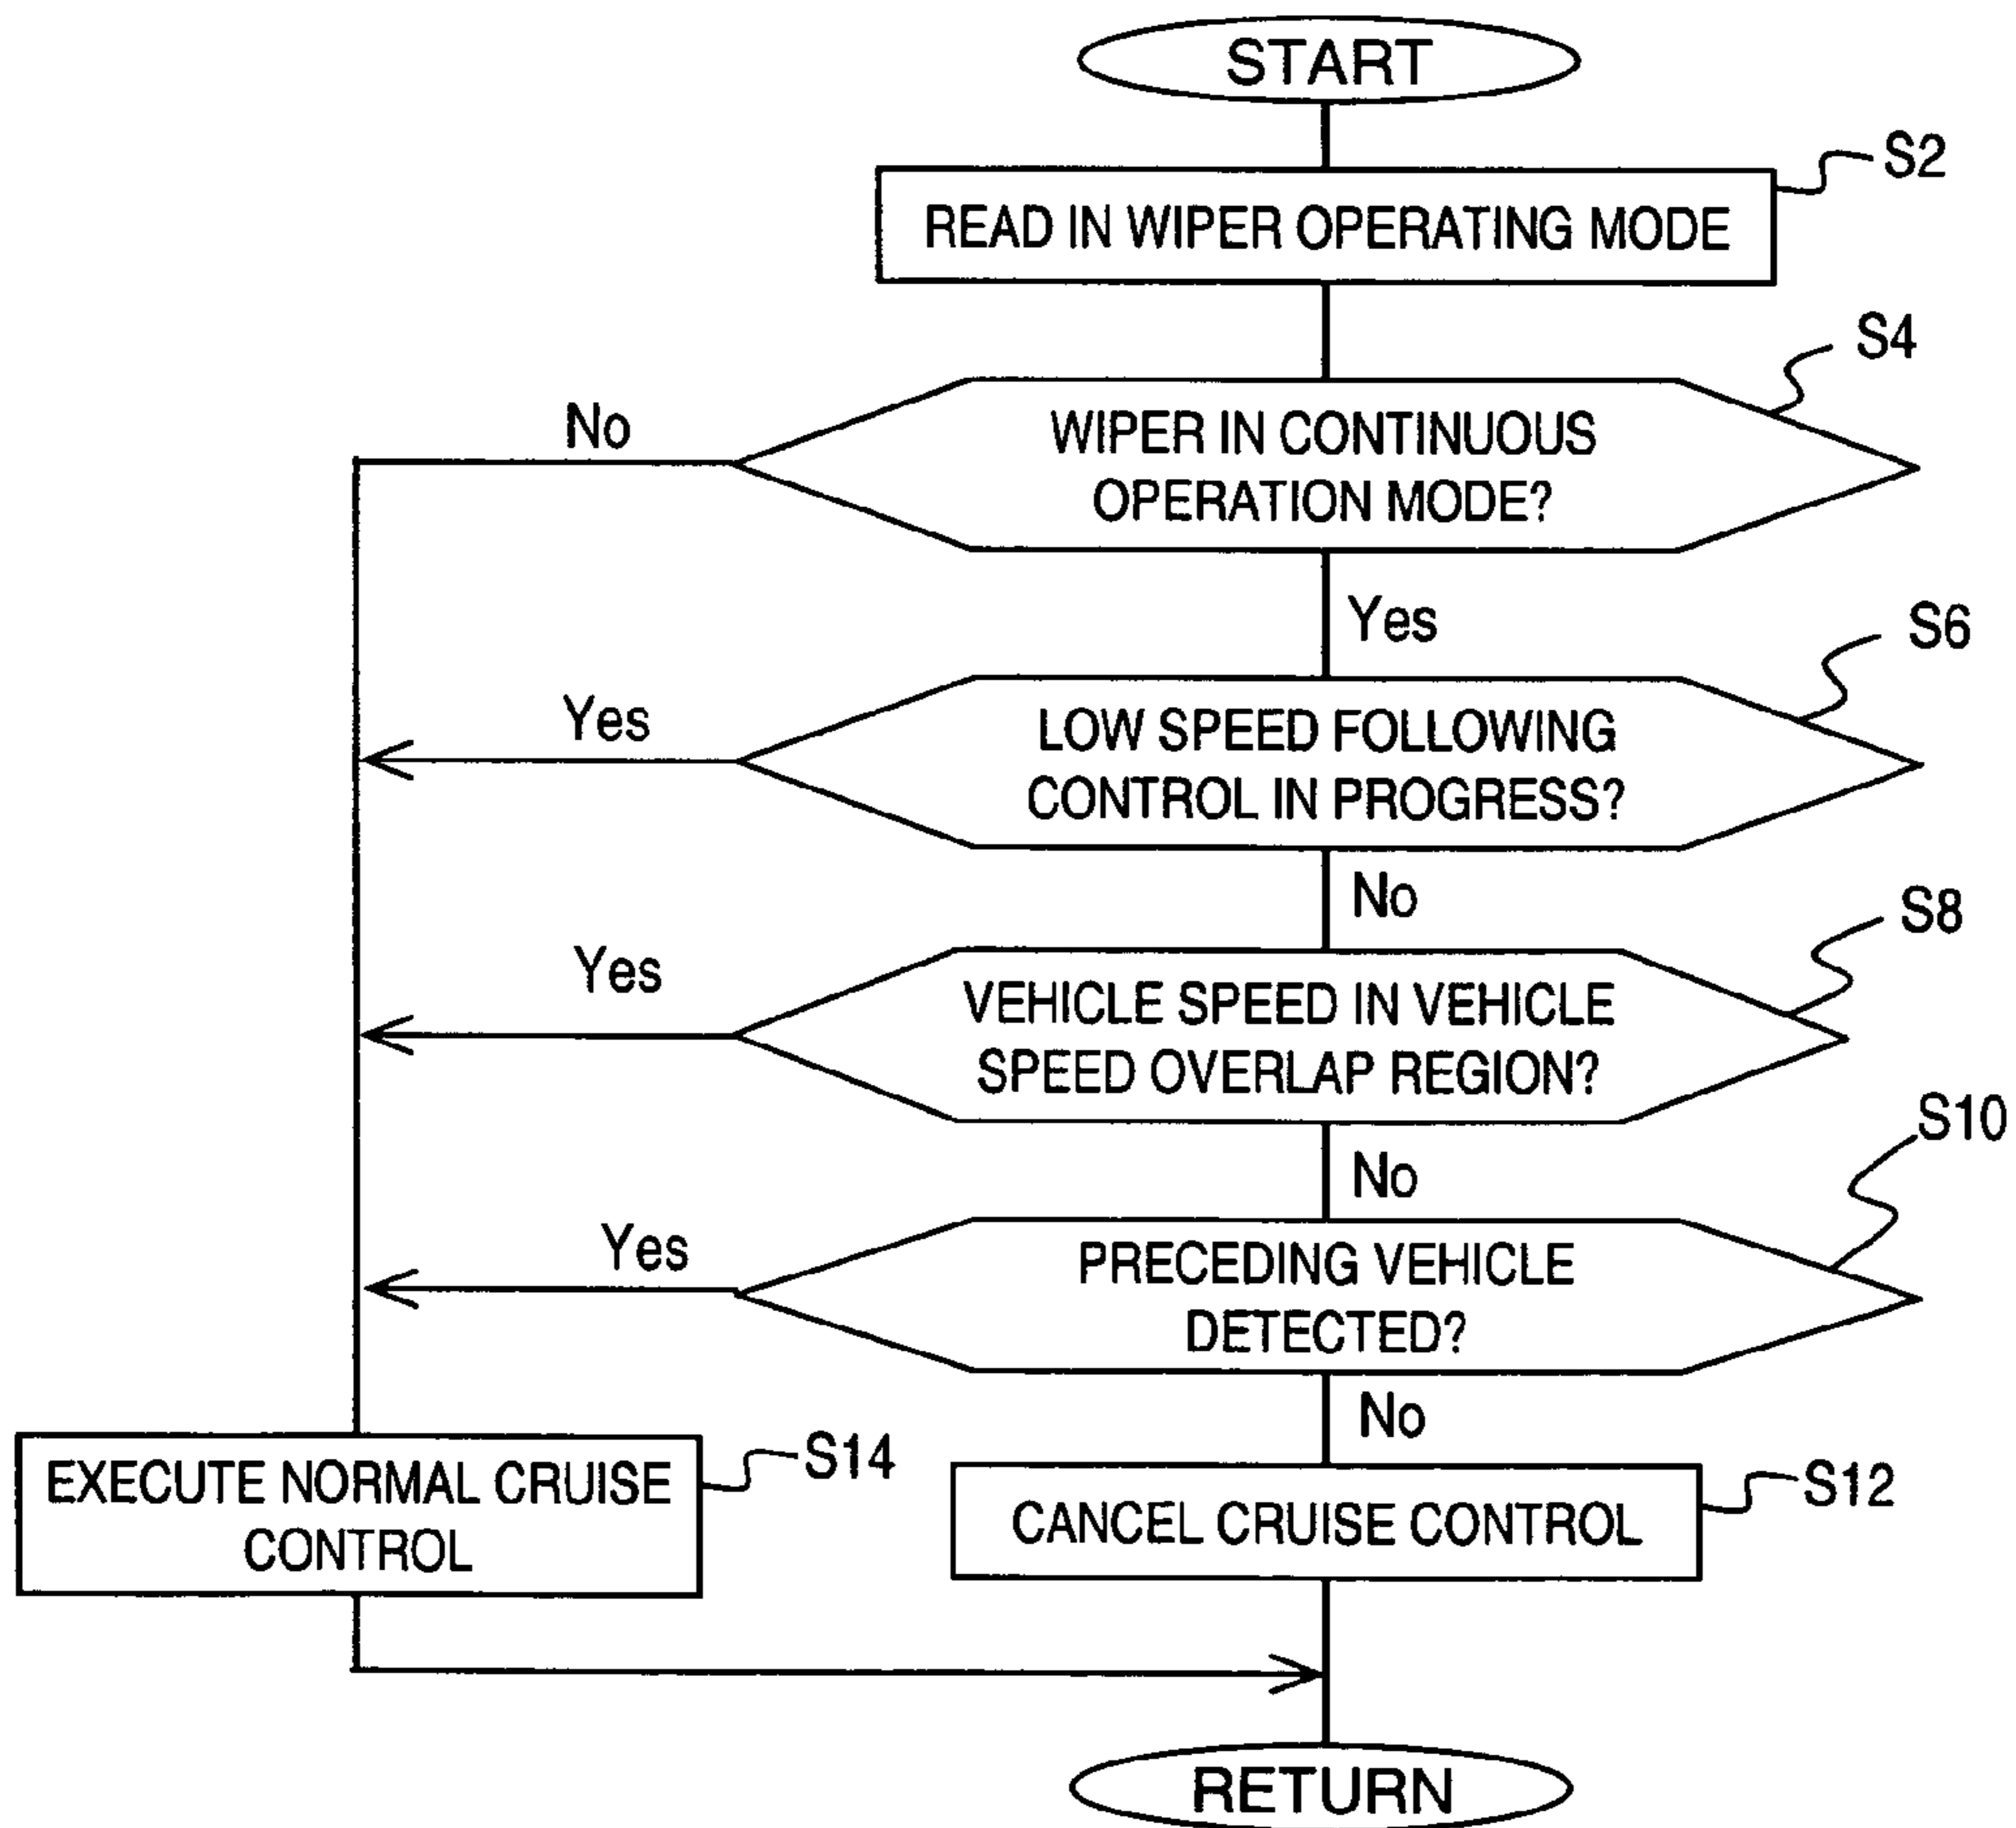 START
S2
READ IN WIPER OPERATING MODE
S4
No
WIPER IN CONTINUOUS
OPERATION MODE?
Yes
S6
Yes
LOW SPEED FOLLOWING
CONTROL IN PROGRESS?
No
S8
Yes
VEHICLE SPEED IN VEHICLE
SPEED OVERLAP REGION?
S10
No
Yes
PRECEDING VEHICLE
DETECTED?
No
S14
EXECUTE NORMAL CRUISE
CONTROL
S12
CANCEL CRUISE CONTROL
RETURN